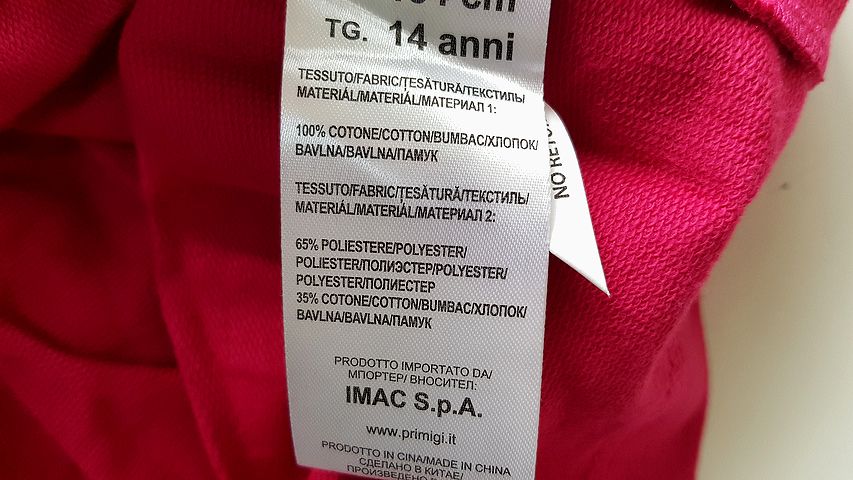 TG. 14 anni
TESSUTO/FABRIC/ȚESĂTURĂ/ТЕКСТИЛЬ/
MATERIÁL/MATERIÁL/МАТЕРИАЛ 1:
100% COTONE/COTTON/BUMBAC/ХЛОПОК/
BAVLNA/BAVLNA/ПАМУК
TESSUTO/FABRIC/ȚESĂTURĂ/ТЕКСТИЛЬ/
MATERIÁL/MATERIÁL/МАТЕРИАЛ 2:
65% POLIESTERE/POLYESTER/
POLIESTER/ПОЛИЭСТЕР/POLYESTER/
POLYESTER/ПОЛИЕСТЕР
35% COTONE/COTTON/BUMBAC/ХЛОПОК/
BAVLNA/BAVLNA/ПАМУК
PRODOTTO IMPORTATO DA/
МПОРТЕР/ ВНОСИТЕЛ:
IMAC S.p.A.
www.primigi.it
PRODOTTO IN CINA/MADE IN CHINA
СДЕЛАНО В КИТАЕ/
NO